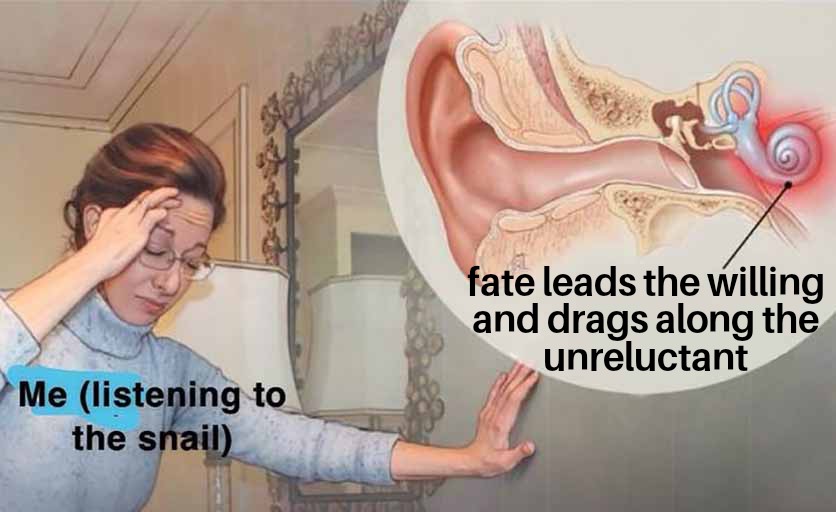 fate leads the willing
and drags along the
unreluctant
Me (listening to
the snail)